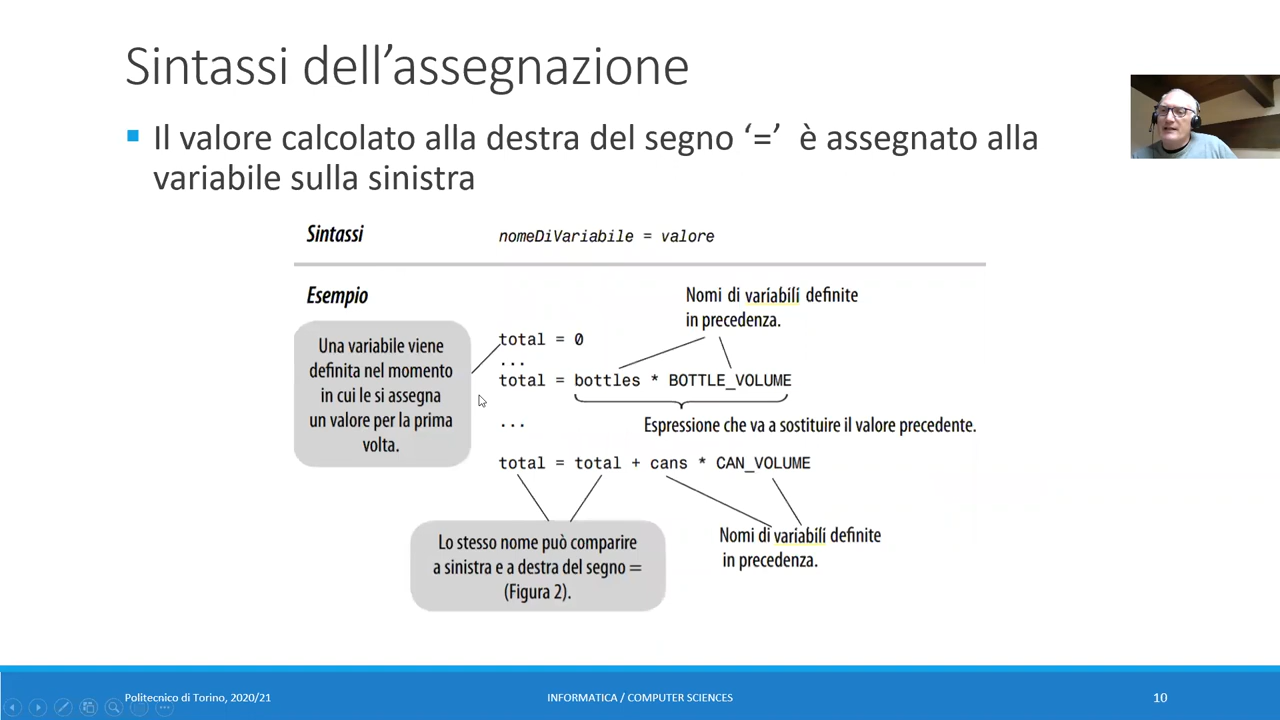 Sintassi dell’assegnazione
Il valore calcolato alla destra del segno ‘=’ è assegnato alla
variabile sulla sinistra
Sintassi
nomeDiVariabile = valore
Esempio
Nomi di variabili definite
in precedenza.
Una variabile viene
definita nel momento
in cui le si assegna
un valore per la prima
volta.
total = 0
...
total = bottles * BOTTLE_VOLUME
Espressione che va a sostituire il valore precedente.
...
total = total + cans * CAN_VOLUME
Lo stesso nome può comparire
a sinistra e a destra del segno =
(Figura 2).
Nomi di variabili definite
in precedenza.
Politecnico di Torino, 2020/21
INFORMATICA / COMPUTER SCIENCES
10